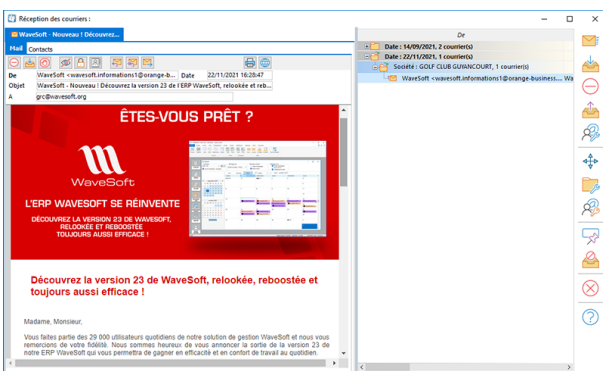 Réception des courriers :
WaveSoft - Nouveau ! Découvrez...
Mail Contacts
De WaveSoft <wavesoft.informations1@orange-b... Date 22/11/2021 16:28:47
Objet WaveSoft - Nouveau ! Découvrez la version 23 de l'ERP WaveSoft, relookée et reb...
A grc@wavesoft.org
ÊTES-VOUS PRÊT ?
WaveSoft
L'ERP WAVESOFT SE RÉINVENTE
DÉCOUVREZ LA VERSION 23 DE WAVESOFT,
RELOOKÉE ET REBOOSTÉE
TOUJOURS AUSSI EFFICACE !
Découvrez la version 23 de WaveSoft, relookée, reboostée et
toujours aussi efficace !
Madame, Monsieur,
Vous faites partie des 29 000 utilisateurs quotidiens de notre solution de gestion WaveSoft et nous vous
remercions de votre fidélité. Nous sommes heureux de vous annoncer la sortie de la version 23 de
notre ERP WaveSoft qui vous permettra de gagner en efficacité et en confort de travail au quotidien.
De
Date : 14/09/2021, 2 courrier(s)
Date : 22/11/2021, 1 courrier(s)
Société : GOLF CLUB GUYANCOURT, 1 courrier(s)
WaveSoft <wavesoft.informations1@orange-business.... Wa